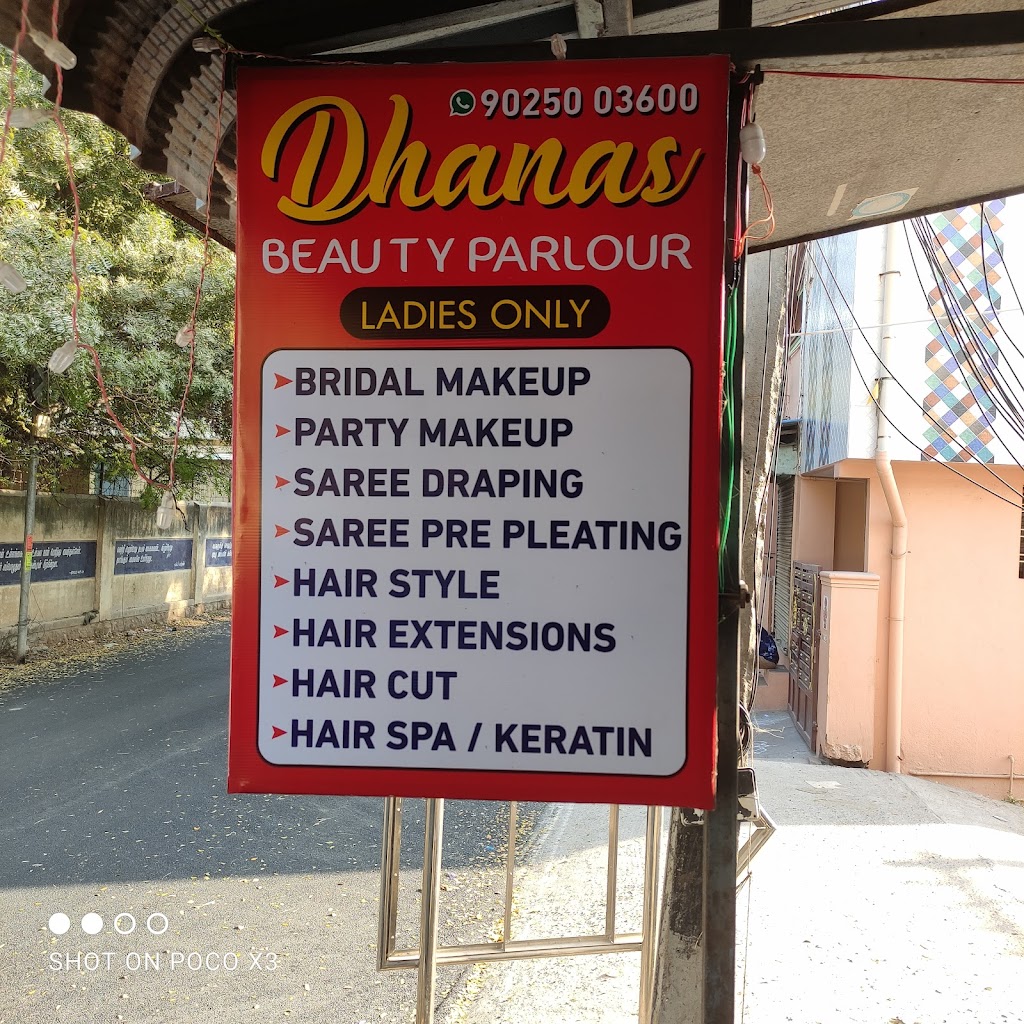 90250 03600
Dhanas
BEAUTY PARLOUR
LADIES ONLY
BRIDAL MAKEUP
PARTY MAKEUP
SAREE DRAPING
SAREE PRE PLEATING
HAIR STYLE
HAIR EXTENSIONS
HAIR CUT
HAIR SPA / KERATIN
SHOT ON POCO X3